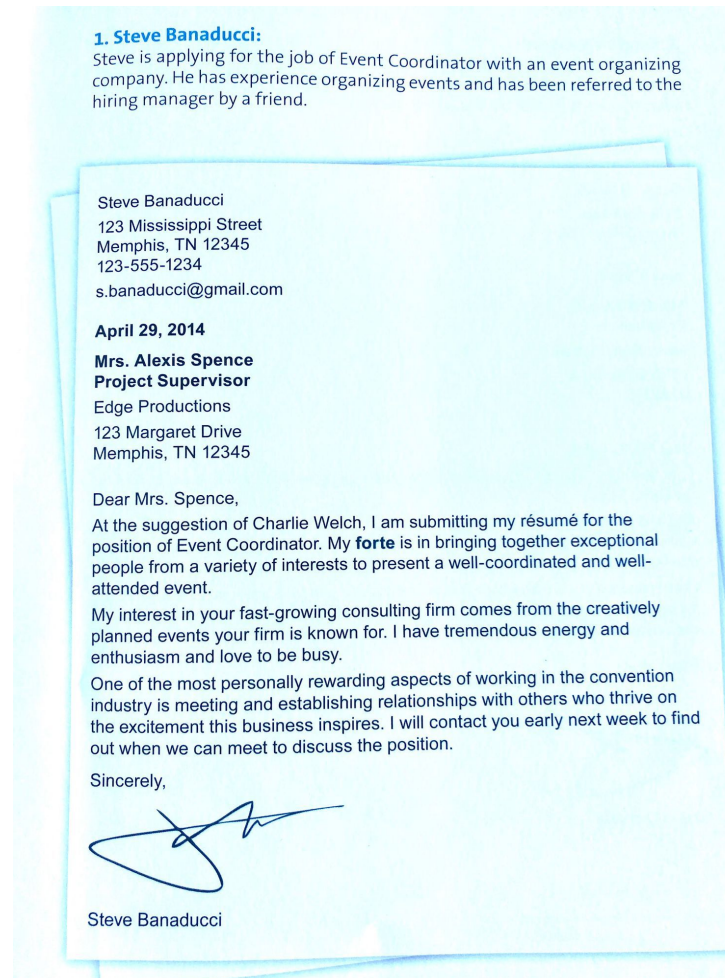 1. Steve Banaducci:
Steve is applying for the job of Event Coordinator with an event organizing
company. He has experience organizing events and has been referred to the
hiring manager by a friend.
Steve Banaducci
123 Mississippi Street
Memphis, TN 12345
123-555-1234
s.banaducci@gmail.com
April 29, 2014
Mrs. Alexis Spence
Project Supervisor
Edge Productions
123 Margaret Drive
Memphis, TN 12345
Dear Mrs. Spence,
At the suggestion of Charlie Welch, I am submitting my résumé for the
position of Event Coordinator. My forte is in bringing together exceptional
people from a variety of interests to present a well-coordinated and well-
attended event.
My interest in your fast-growing consulting firm comes from the creatively
planned events your firm is known for. I have tremendous energy and
enthusiasm and love to be busy.
One of the most personally rewarding aspects of working in the convention
industry is meeting and establishing relationships with others who thrive on
the excitement this business inspires. I will contact you early next week to find
out when we can meet to discuss the position.
Sincerely,
Steve Banaducci